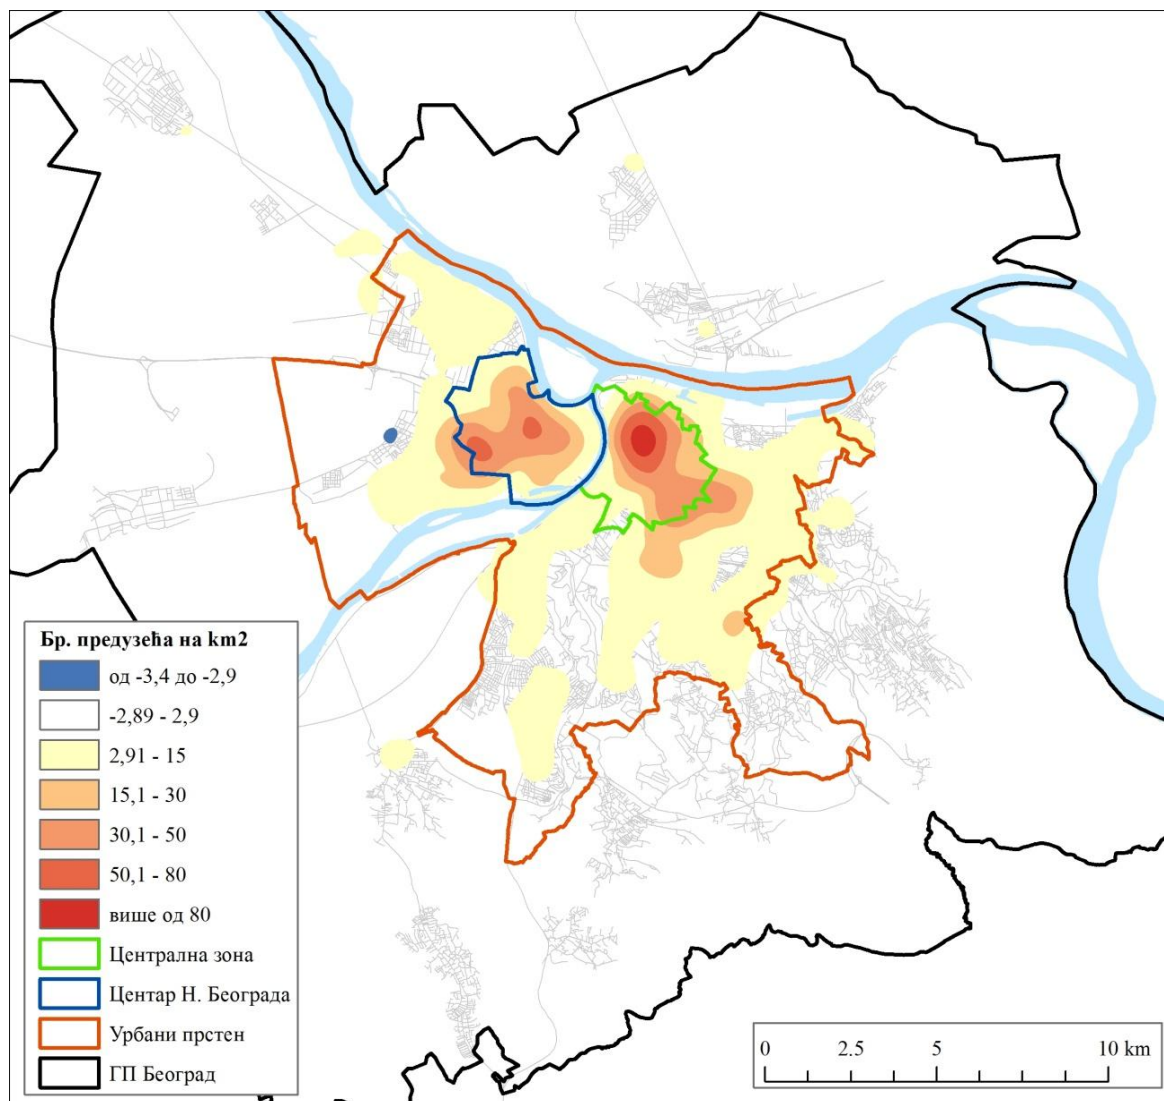 Бр. предузећа на km2
од -3,4 до -2,9
-2,89 - 2,9
2,91 - 15
15,1 - 30
30,1 - 50
50,1 - 80
више од 80
Централна зона
Центар Н. Београда
Урбани прстен
ГП Београд
0 2.5 5 10 km